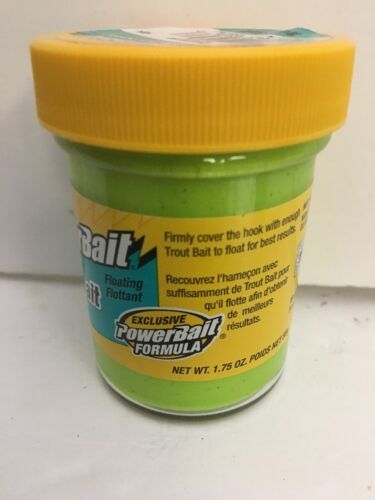 Bait
Floating
Flottant
EXCLUSIVE
PowerBait
FORMULA
Firmly cover the hook with enough
Trout Bait to float for best results
Recouvrez l'hameçon avec
suffisamment de Trout Bait pour
qu'il flotte afin d'obtenir
de meilleurs
résultats.
NET WT. 1.75 OZ. POIDS NET